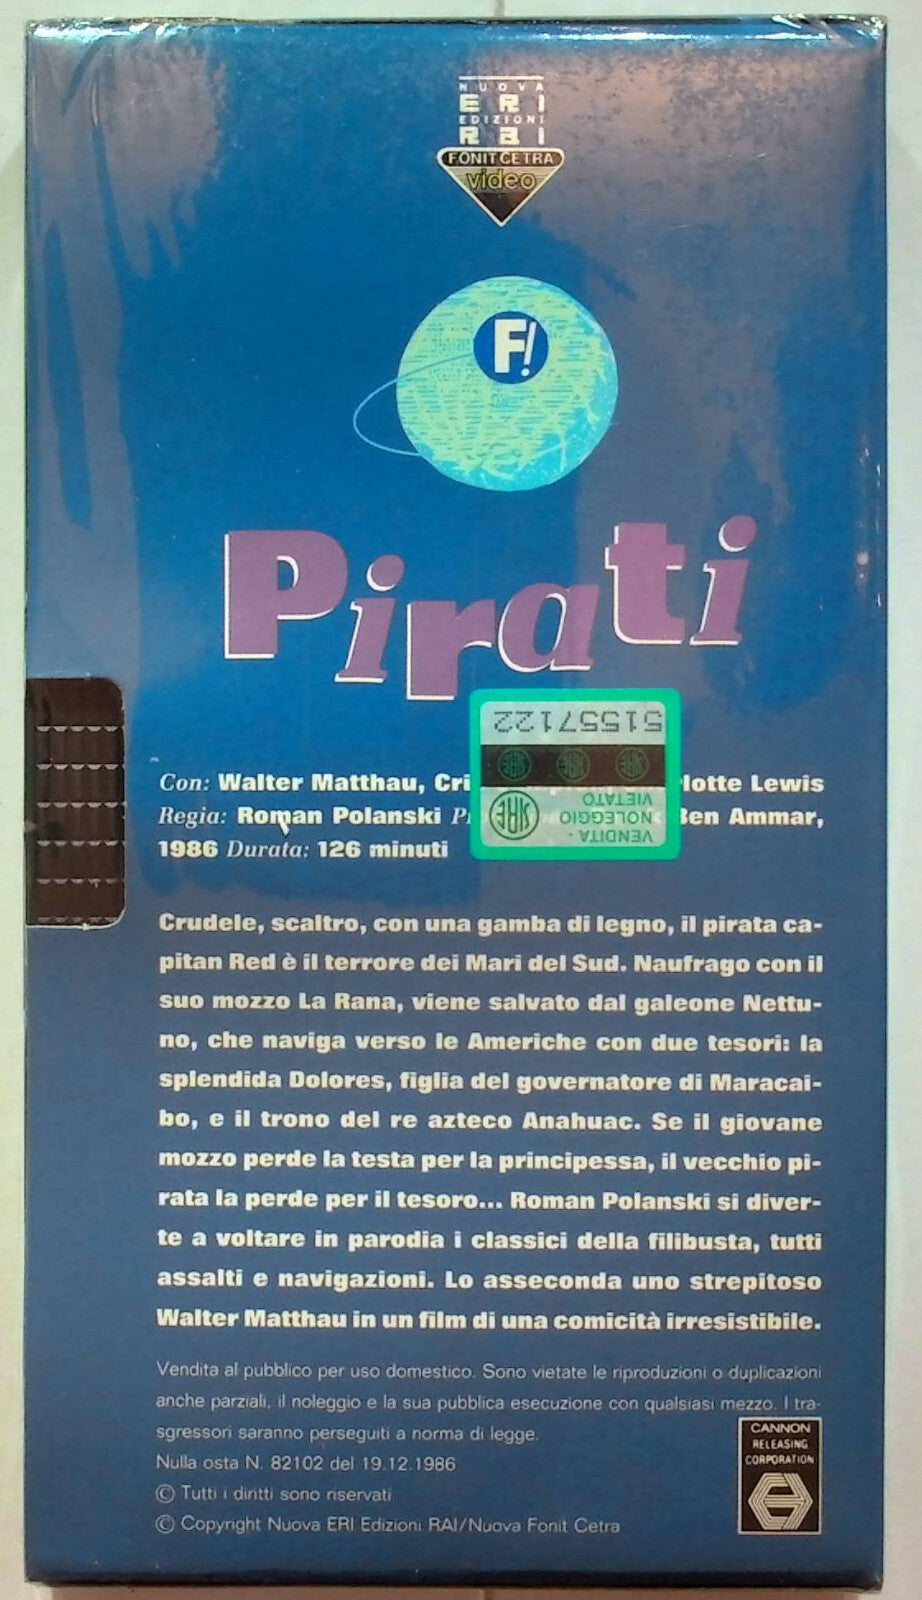 NUOVA
ERI
EDIZIONI
RAI
FONIT CETRA
video
F!
Pirati
51557122
Con: Walter Matthau, Cri lotte Lewis
Regia: Roman Polanski Ben Ammar,
1986 Durata: 126 minuti
SIAE
VENDITA -
NOLEGGIO
VIETATO
Crudele, scaltro, con una gamba di legno, il pirata ca-
pitan Red è il terrore dei Mari del Sud. Naufrago con il
suo mozzo La Rana, viene salvato dal galeone Nettu-
no, che naviga verso le Americhe con due tesori: la
splendida Dolores, figlia del governatore di Maracai-
bo, e il trono del re azteco Anahuac. Se il giovane
mozzo perde la testa per la principessa, il vecchio pi-
rata la perde per il tesoro... Roman Polanski si diver-
te a voltare in parodia i classici della filibusta, tutti
assalti e navigazioni. Lo asseconda uno strepitoso
Walter Matthau in un film di una comicità irresistibile.
Vendita al pubblico per uso domestico. Sono vietate le riproduzioni o duplicazioni
anche parziali, il noleggio e la sua pubblica esecuzione con qualsiasi mezzo. I tra-
sgressori saranno perseguiti a norma di legge.
Nulla osta N. 82102 del 19.12.1986
© Tutti i diritti sono riservati
© Copyright Nuova ERI Edizioni RAI/Nuova Fonit Cetra
CANNON
RELEASING
CORPORATION